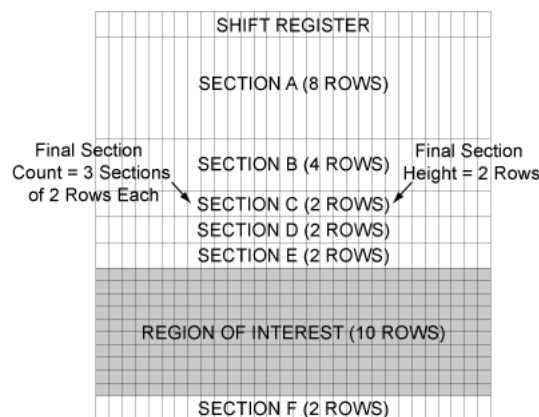 SHIFT REGISTER
SECTION A (8 ROWS)
Final Section
Count = 3 Sections
of 2 Rows Each
SECTION B (4 ROWS)
Final Section
Height = 2 Rows
SECTION C (2 ROWS)
SECTION D (2 ROWS)
SECTION E (2 ROWS)
REGION OF INTEREST (10 ROWS)
SECTION F (2 ROWS)